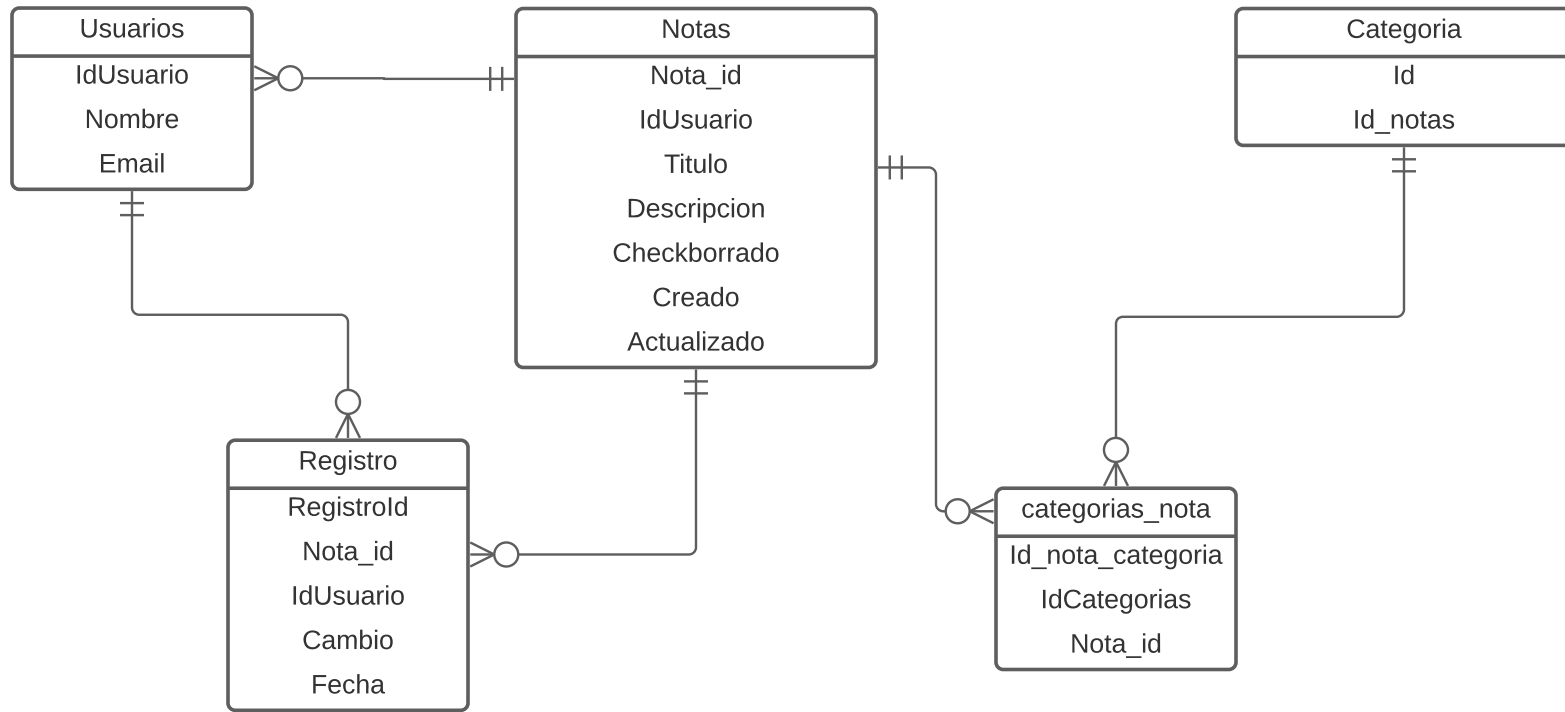 Usuarios
IdUsuario
Nombre
Email
Notas
Nota_id
IdUsuario
Titulo
Descripcion
Checkborrado
Creado
Actualizado
Categoria
Id
Id_notas
Registro
RegistroId
Nota_id
IdUsuario
Cambio
Fecha
categorias_nota
Id_nota_categoria
IdCategorias
Nota_id